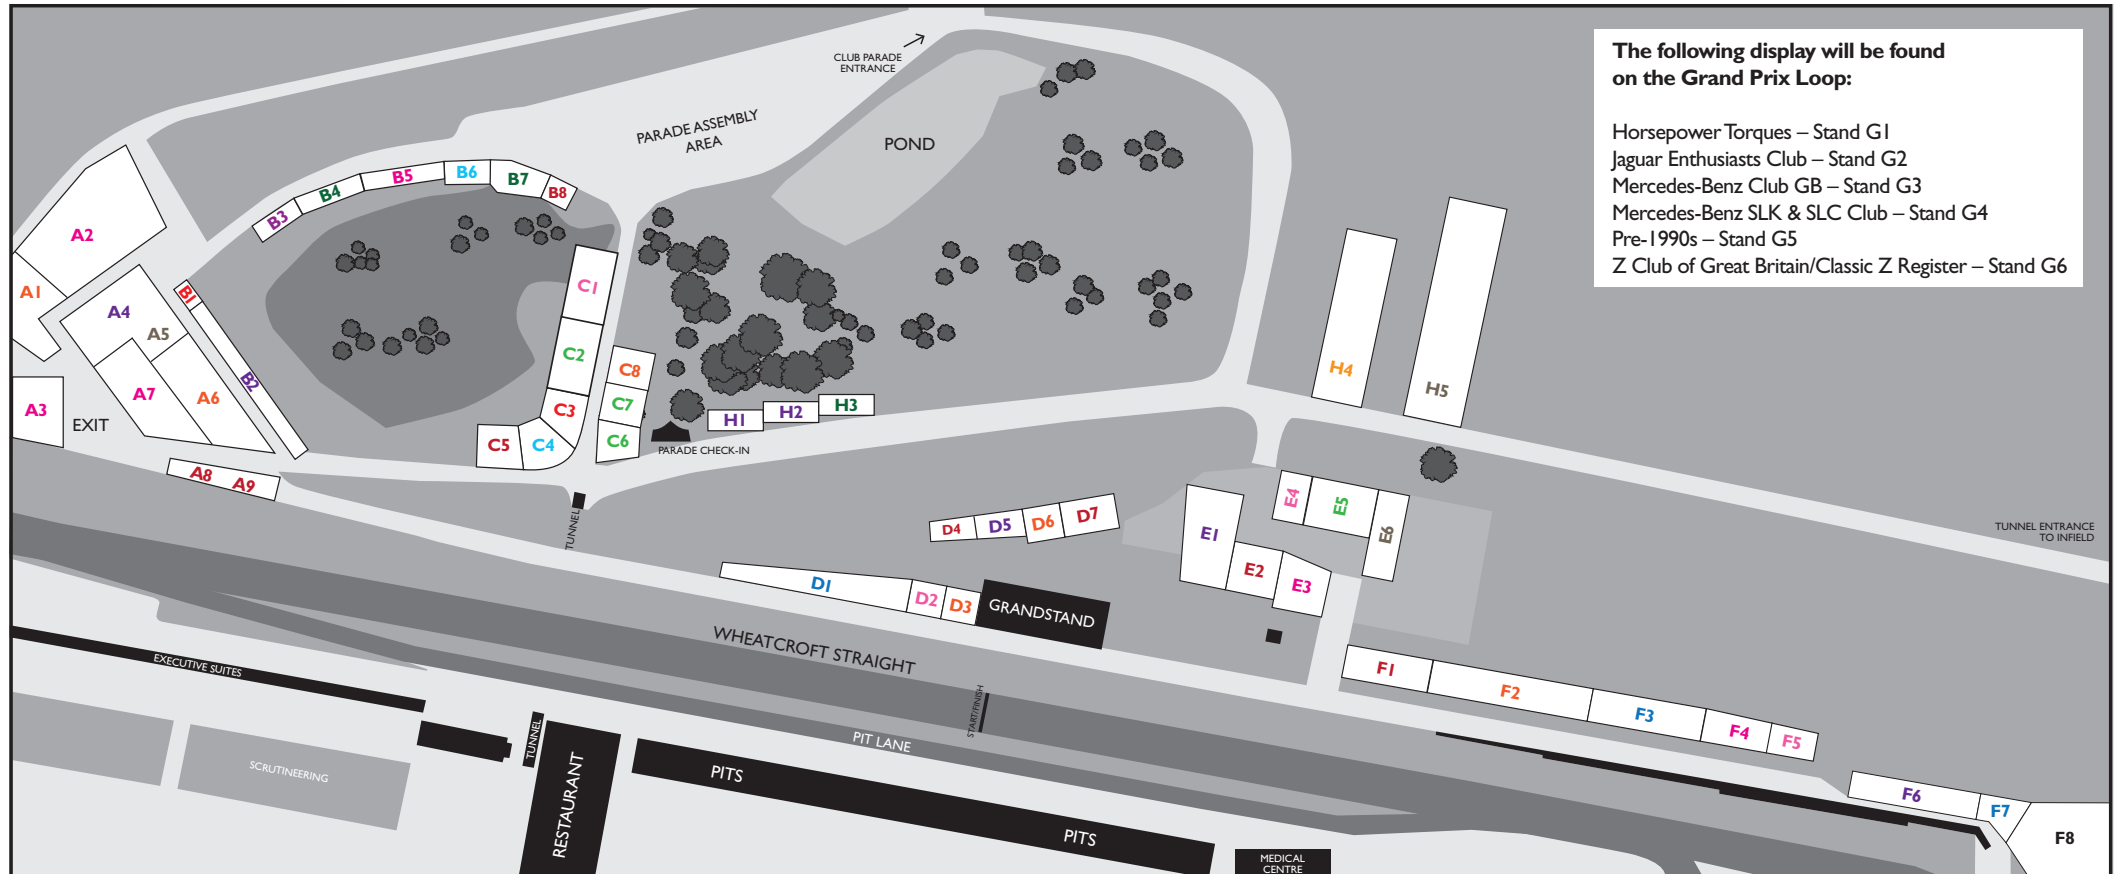 The following display will be found
on the Grand Prix Loop:
Horsepower Torques – Stand G1
Jaguar Enthusiasts Club – Stand G2
Mercedes-Benz Club GB – Stand G3
Mercedes-Benz SLK & SLC Club – Stand G4
Pre-1990s – Stand G5
Z Club of Great Britain/Classic Z Register – Stand G6
CLUB PARADE
ENTRANCE
PARADE ASSEMBLY
AREA
POND
A2
A1
A4
A5
A3
A7
A6
EXIT
A8
A9
B1
B2
B3
B4
B5
B6
B7
B8
C1
C2
C3
C4
C5
C8
C7
C6
H1
H2
H3
PARADE CHECK-IN
H4
H5
TUNNEL
D4
D5
D6
D7
D1
D2
D3
GRANDSTAND
E1
E2
E3
E4
E5
E6
TUNNEL ENTRANCE
TO INFIELD
WHEATCROFT STRAIGHT
START/FINISH
F1
F2
F3
F4
F5
F6
F7
F8
EXECUTIVE SUITES
SCRUTINEERING
TUNNEL
RESTAURANT
PIT LANE
PITS
PITS
MEDICAL
CENTRE